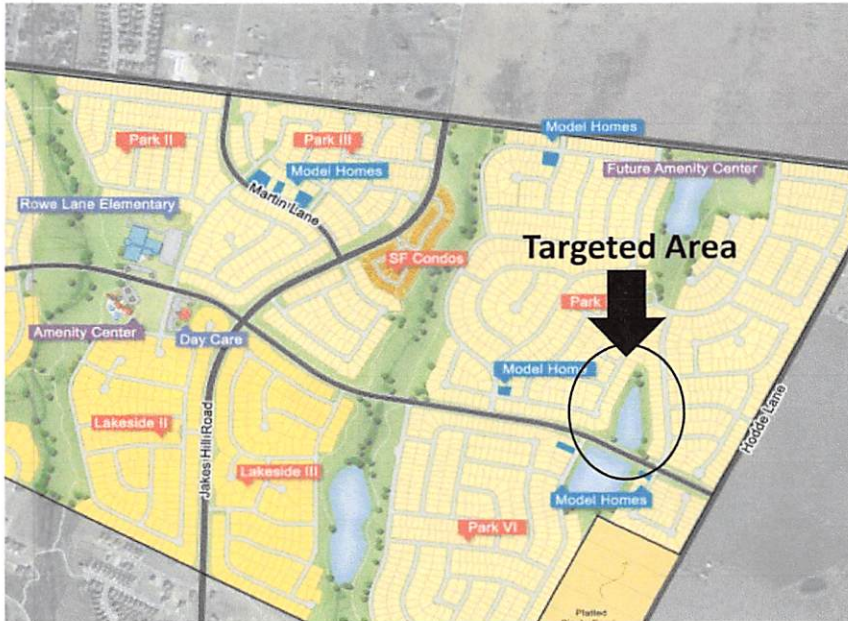 Park II
Park III
Model Homes
Model Homes
Future Amenity Center
Martin Lane
Rowe Lane Elementary
Targeted Area
SF Condos
Park
Amenity Center
Day Care
Model Home
Lakeside II
Jakes Hill Road
Hodde Lane
Lakeside III
Model Homes
Park VI
Platted